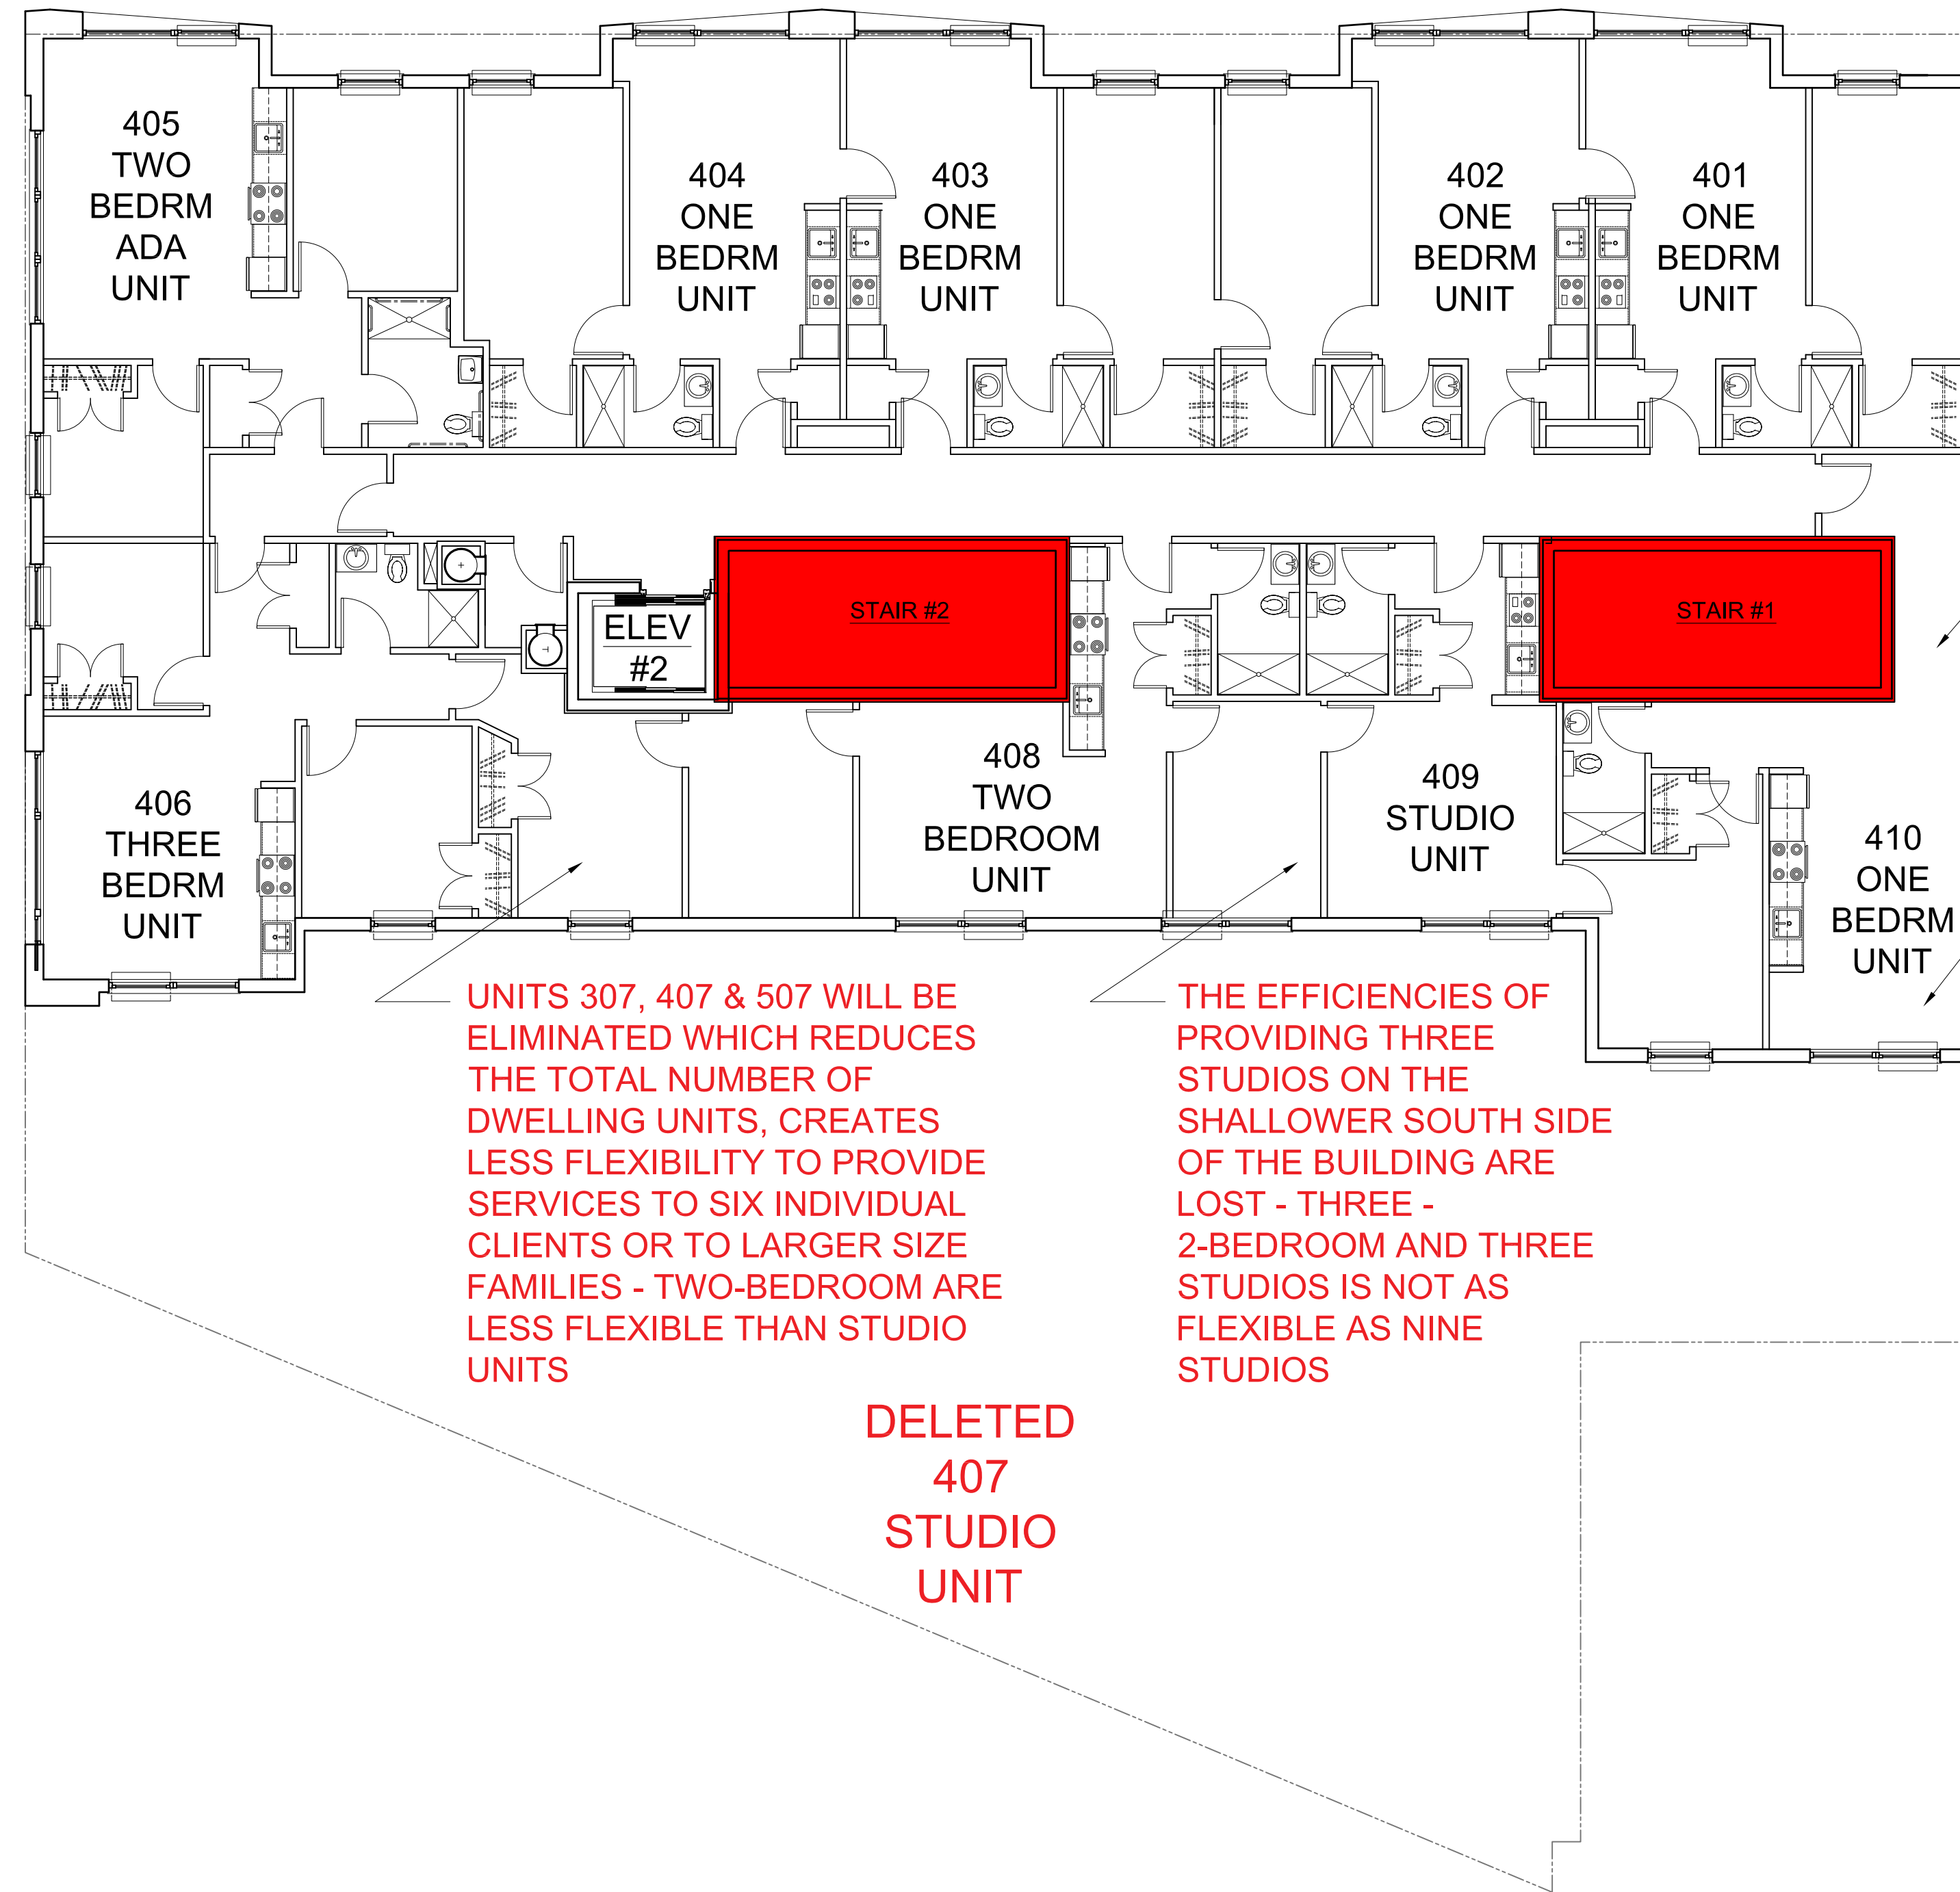 405
TWO
BEDRM
ADA
UNIT
404
ONE
BEDRM
UNIT
403
ONE
BEDRM
UNIT
402
ONE
BEDRM
UNIT
401
ONE
BEDRM
UNIT
ELEV
#2
STAIR #2
STAIR #1
406
THREE
BEDRM
UNIT
408
TWO
BEDROOM
UNIT
409
STUDIO
UNIT
410
ONE
BEDRM
UNIT
UNITS 307, 407 & 507 WILL BE
ELIMINATED WHICH REDUCES
THE TOTAL NUMBER OF
DWELLING UNITS, CREATES
LESS FLEXIBILITY TO PROVIDE
SERVICES TO SIX INDIVIDUAL
CLIENTS OR TO LARGER SIZE
FAMILIES - TWO-BEDROOM ARE
LESS FLEXIBLE THAN STUDIO
UNITS
THE EFFICIENCIES OF
PROVIDING THREE
STUDIOS ON THE
SHALLOWER SOUTH SIDE
OF THE BUILDING ARE
LOST - THREE -
2-BEDROOM AND THREE
STUDIOS IS NOT AS
FLEXIBLE AS NINE
STUDIOS
DELETED
407
STUDIO
UNIT